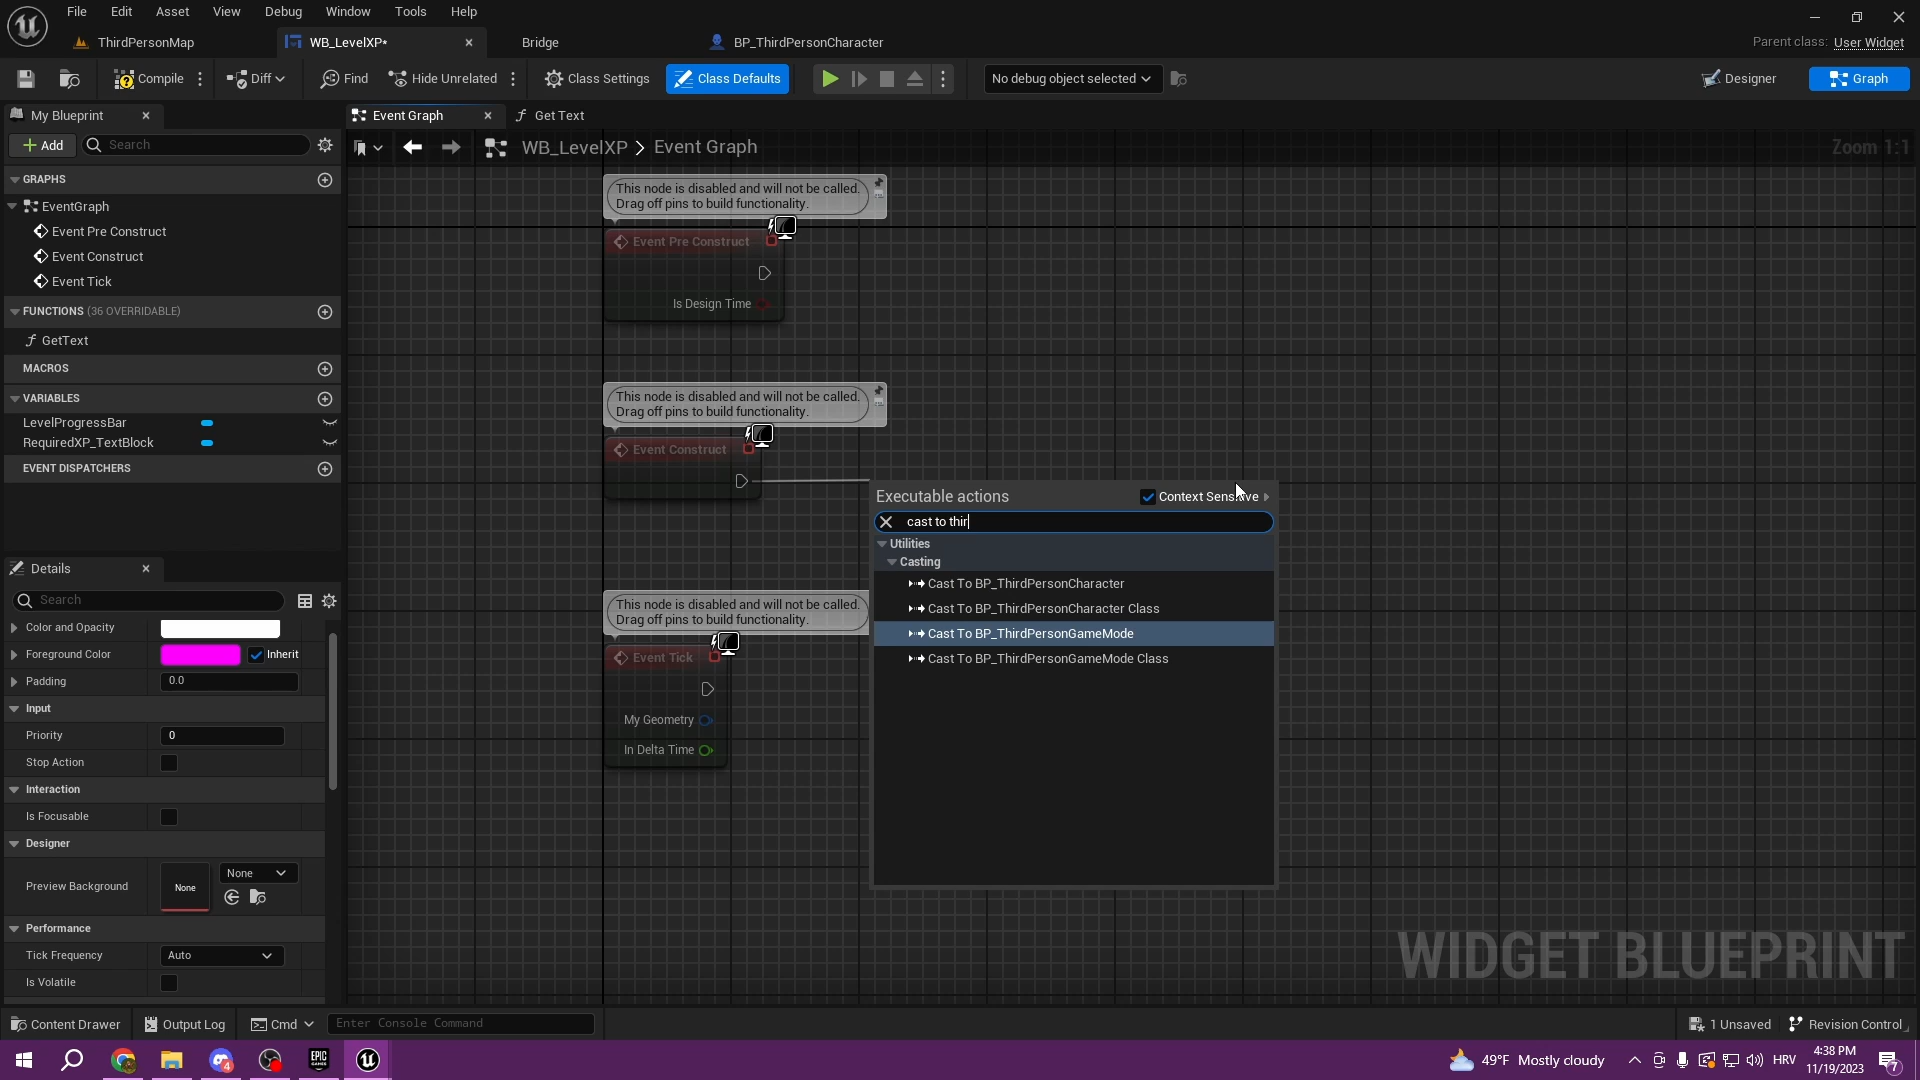 File Edit Asset View Debug Window Tools Help
ThirdPersonMap WB_LevelXP* Bridge BP_ThirdPersonCharacter Parent class: User Widget
Compile Diff Find Hide Unrelated Class Settings Class Defaults No debug object selected Designer Graph
My Blueprint Event Graph Get Text
Add Search WB_LevelXP > Event Graph Zoom 1:1
GRAPHS
EventGraph
Event Pre Construct
Event Construct
Event Tick
FUNCTIONS (36 OVERRIDABLE)
GetText
MACROS
VARIABLES
LevelProgressBar
RequiredXP_TextBlock
EVENT DISPATCHERS
Details
Search
Color and Opacity
Foreground Color Inherit
Padding 0.0
Input
Priority 0
Stop Action
Interaction
Is Focusable
Designer
Preview Background None None
Performance
Tick Frequency Auto
Is Volatile
This node is disabled and will not be called.
Drag off pins to build functionality.
Event Pre Construct
Is Design Time
This node is disabled and will not be called.
Drag off pins to build functionality.
Event Construct
This node is disabled and will not be called.
Drag off pins to build functionality.
Event Tick
My Geometry
In Delta Time
Executable actions Context Sensitive
cast to thir
Utilities
Casting
Cast To BP_ThirdPersonCharacter
Cast To BP_ThirdPersonCharacter Class
Cast To BP_ThirdPersonGameMode
Cast To BP_ThirdPersonGameMode Class
WIDGET BLUEPRINT
Content Drawer Output Log Cmd Enter Console Command 1 Unsaved Revision Control
4 EPIC GAMES 49°F Mostly cloudy HRV 4:38 PM
11/19/2023 7